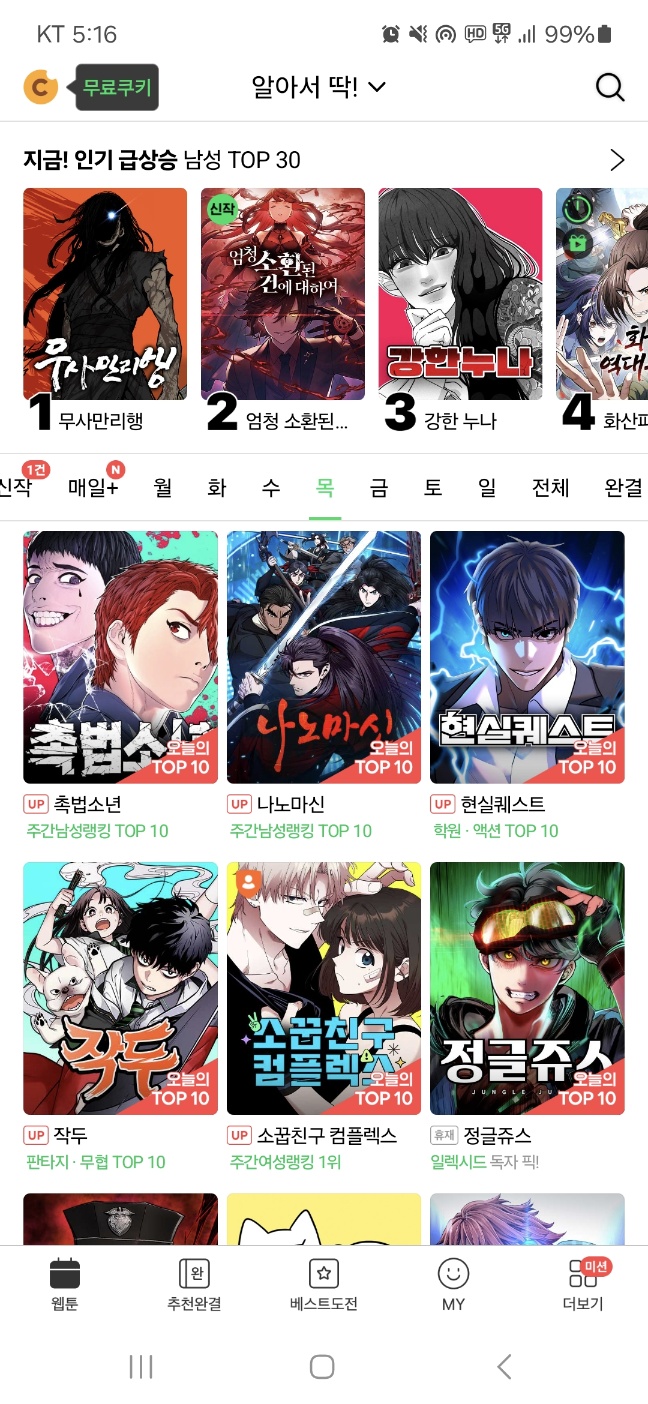 KT 5:16
HD 5G 99%
C 무료쿠키 알아서 딱!
지금! 인기 급상승 남성 TOP 30
무사만리행
신작
엄청 소환된
건에 대하여
강한누나
화
역대
1 무사만리행
2 엄청 소환된...
3 강한 누나
4 화산파
신작 1건 매일+ N 월 화 수 목 금 토 일 전체 완결
촉법소년
오늘의
TOP 10
나노마신
오늘의
TOP 10
현실퀘스트
오늘의
TOP 10
UP 촉법소년
주간남성랭킹 TOP 10
UP 나노마신
주간남성랭킹 TOP 10
UP 현실퀘스트
학원·액션 TOP 10
작두
오늘의
TOP 10
소꿉친구
컴플렉스
오늘의
TOP 10
정글쥬스
JUNGLE JU
오늘의
TOP 10
UP 작두
판타지·무협 TOP 10
UP 소꿉친구 컴플렉스
주간여성랭킹 1위
휴재 정글쥬스
일렉시드 독자 픽!
웹툰
완
추천완결
베스트도전
MY
미션
더보기